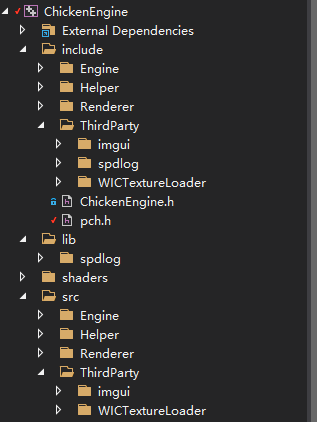 ChickenEngine
External Dependencies
include
Engine
Helper
Renderer
ThirdParty
imgui
spdlog
WICTextureLoader
ChickenEngine.h
pch.h
lib
spdlog
shaders
src
Engine
Helper
Renderer
ThirdParty
imgui
WICTextureLoader